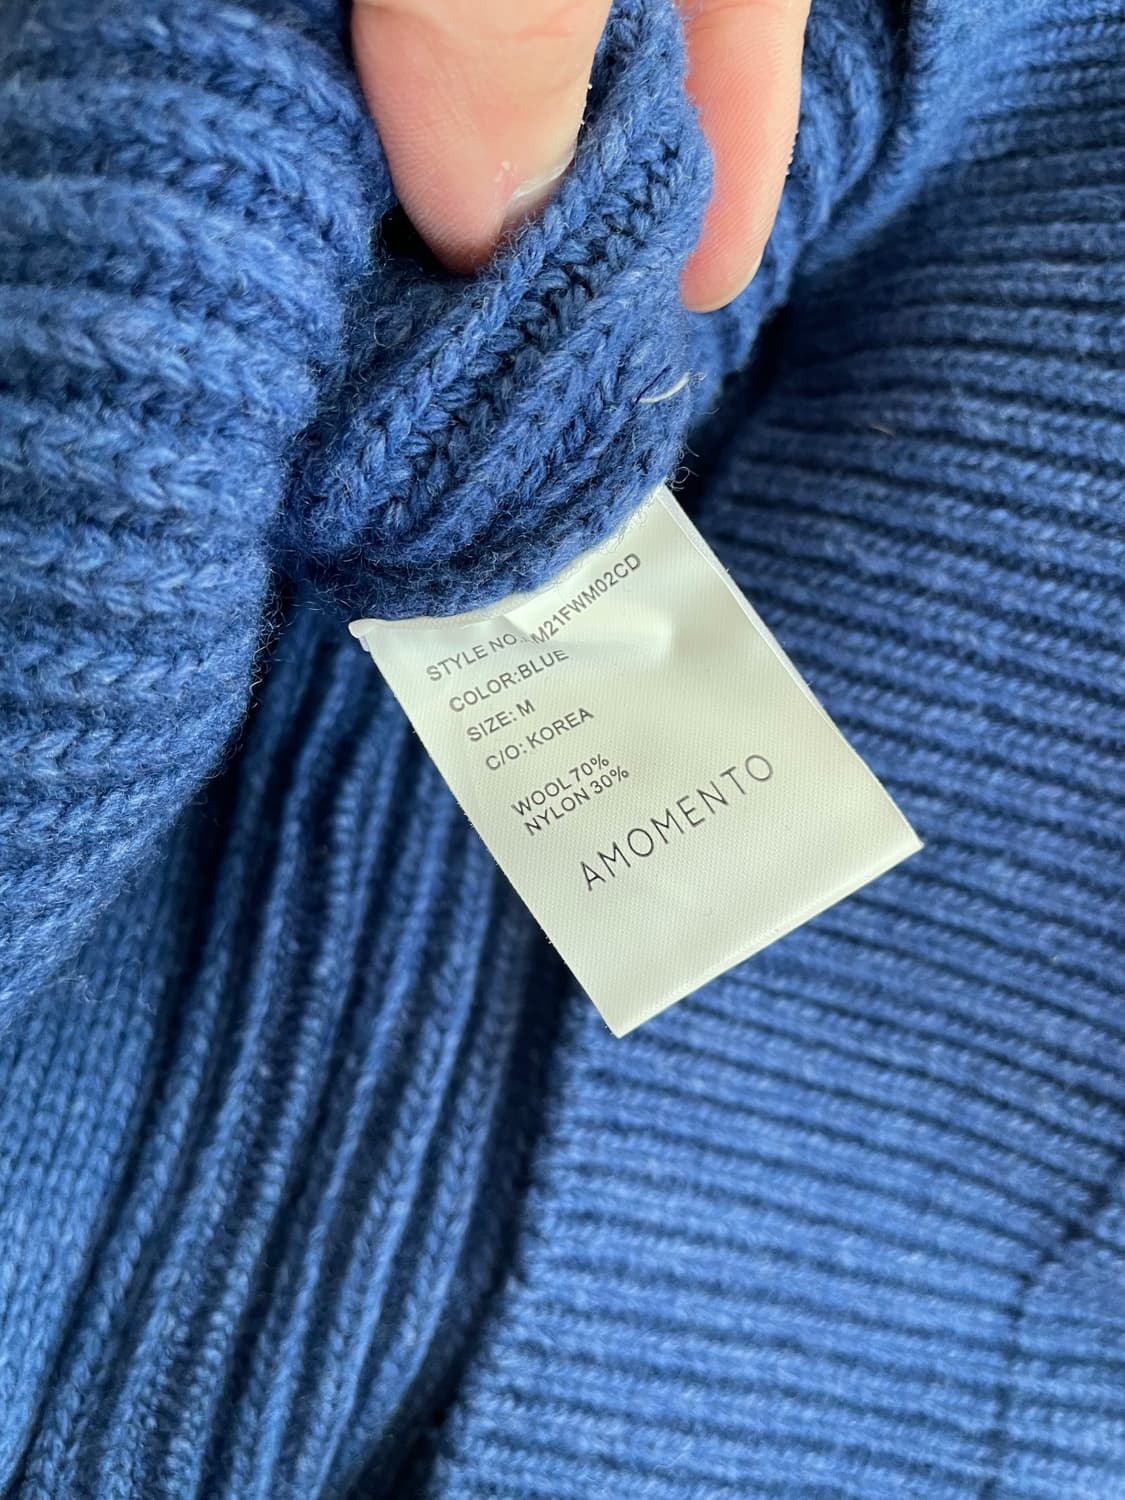 STYLE NO.: M21FWM02CD
COLOR:BLUE
SIZE: M
C/O: KOREA
WOOL 70%
NYLON 30%
AMOMENTO